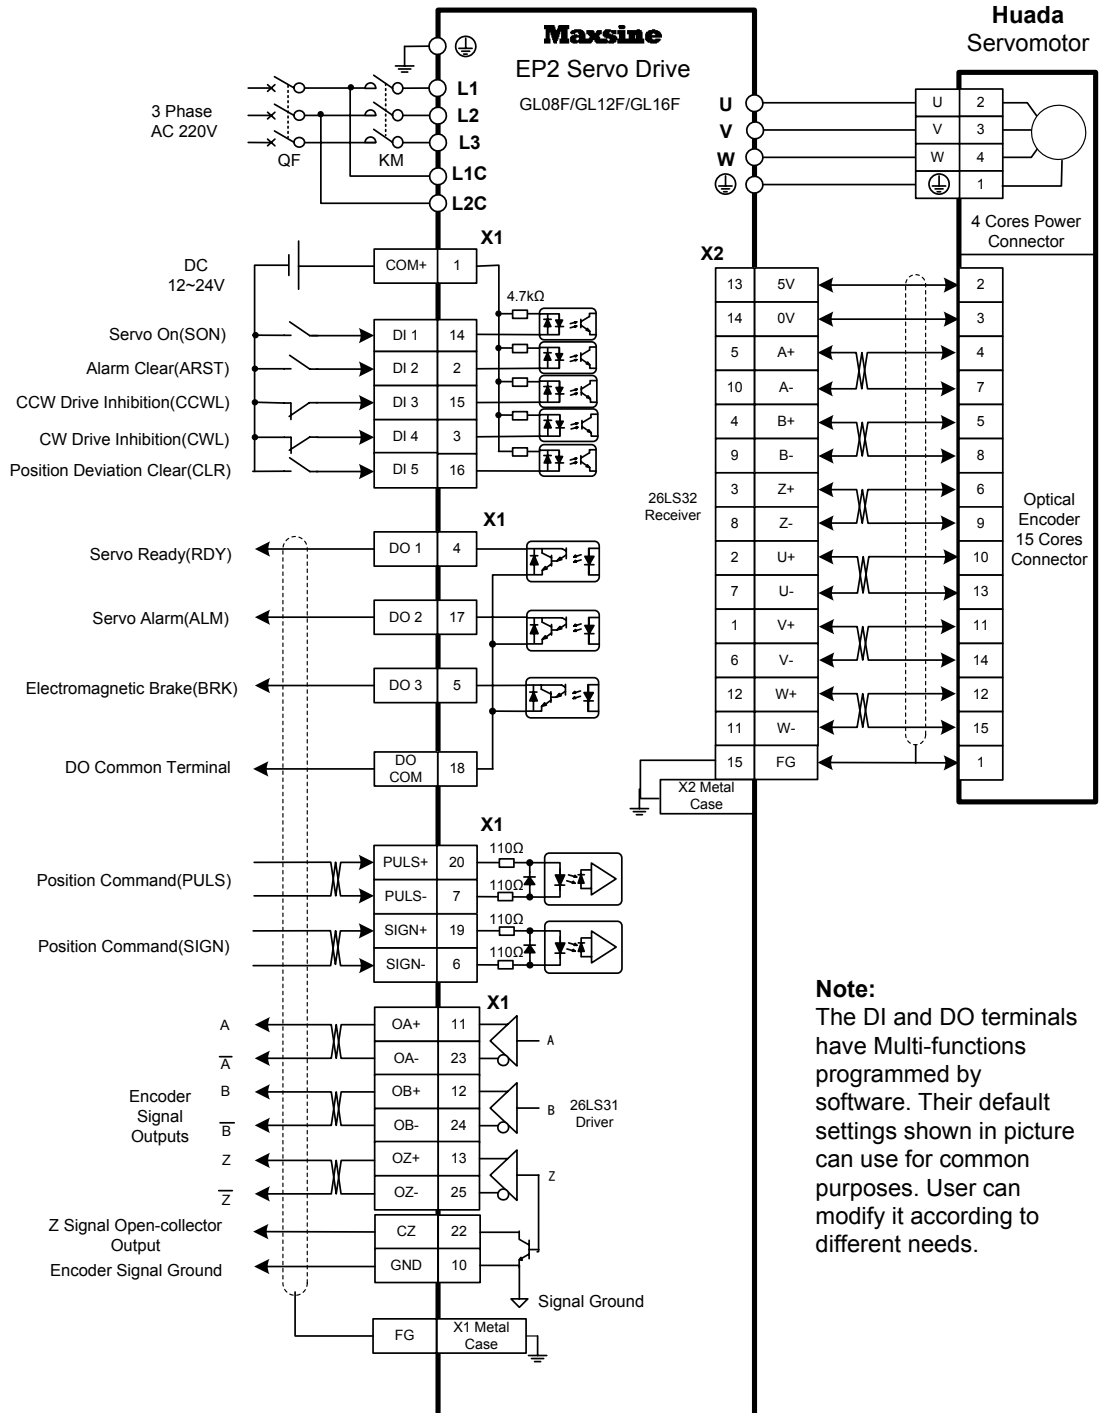 Maxsine
EP2 Servo Drive
GL08F/GL12F/GL16F
Huada
Servomotor
3 Phase
AC 220V
QF
KM
L1
L2
L3
L1C
L2C
U
V
W
U 2
V 3
W 4
1
4 Cores Power
Connector
X1
DC
12~24V
COM+ 1
4.7kΩ
Servo On(SON) DI 1 14
Alarm Clear(ARST) DI 2 2
CCW Drive Inhibition(CCWL) DI 3 15
CW Drive Inhibition(CWL) DI 4 3
Position Deviation Clear(CLR) DI 5 16
X1
Servo Ready(RDY) DO 1 4
Servo Alarm(ALM) DO 2 17
Electromagnetic Brake(BRK) DO 3 5
DO Common Terminal DO
COM 18
X1
Position Command(PULS)
PULS+ 20 110Ω
PULS- 7 110Ω
Position Command(SIGN)
SIGN+ 19 110Ω
SIGN- 6 110Ω
X1
Encoder
Signal
Outputs
A OA+ 11 A
A OA- 23
B OB+ 12 B
B OB- 24
Z OZ+ 13 Z
Z OZ- 25
26LS31
Driver
Z Signal Open-collector
Output
CZ 22
Encoder Signal Ground GND 10
Signal Ground
FG X1 Metal
Case
X2
13 5V 2
14 0V 3
5 A+ 4
10 A- 7
4 B+ 5
9 B- 8
3 Z+ 6
8 Z- 9
2 U+ 10
7 U- 13
1 V+ 11
6 V- 14
12 W+ 12
11 W- 15
15 FG 1
X2 Metal
Case
26LS32
Receiver
Optical
Encoder
15 Cores
Connector
Note:
The DI and DO terminals
have Multi-functions
programmed by
software. Their default
settings shown in picture
can use for common
purposes. User can
modify it according to
different needs.